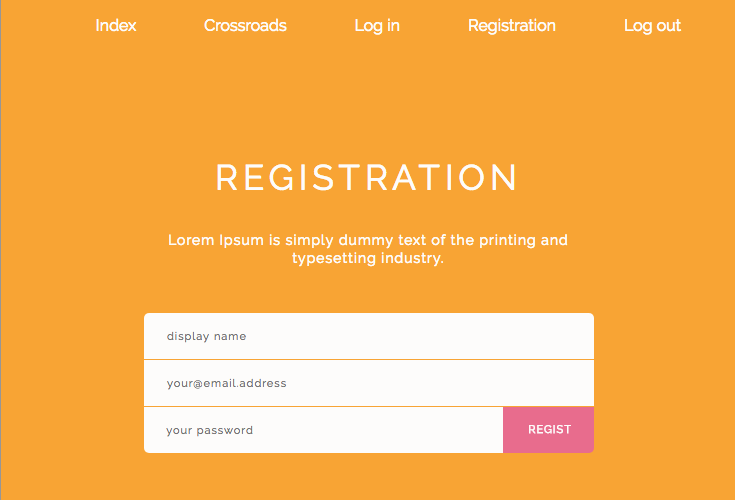 Index Crossroads Log in Registration Log out
REGISTRATION
Lorem Ipsum is simply dummy text of the printing and
typesetting industry.
display name
your@email.address
your password REGIST